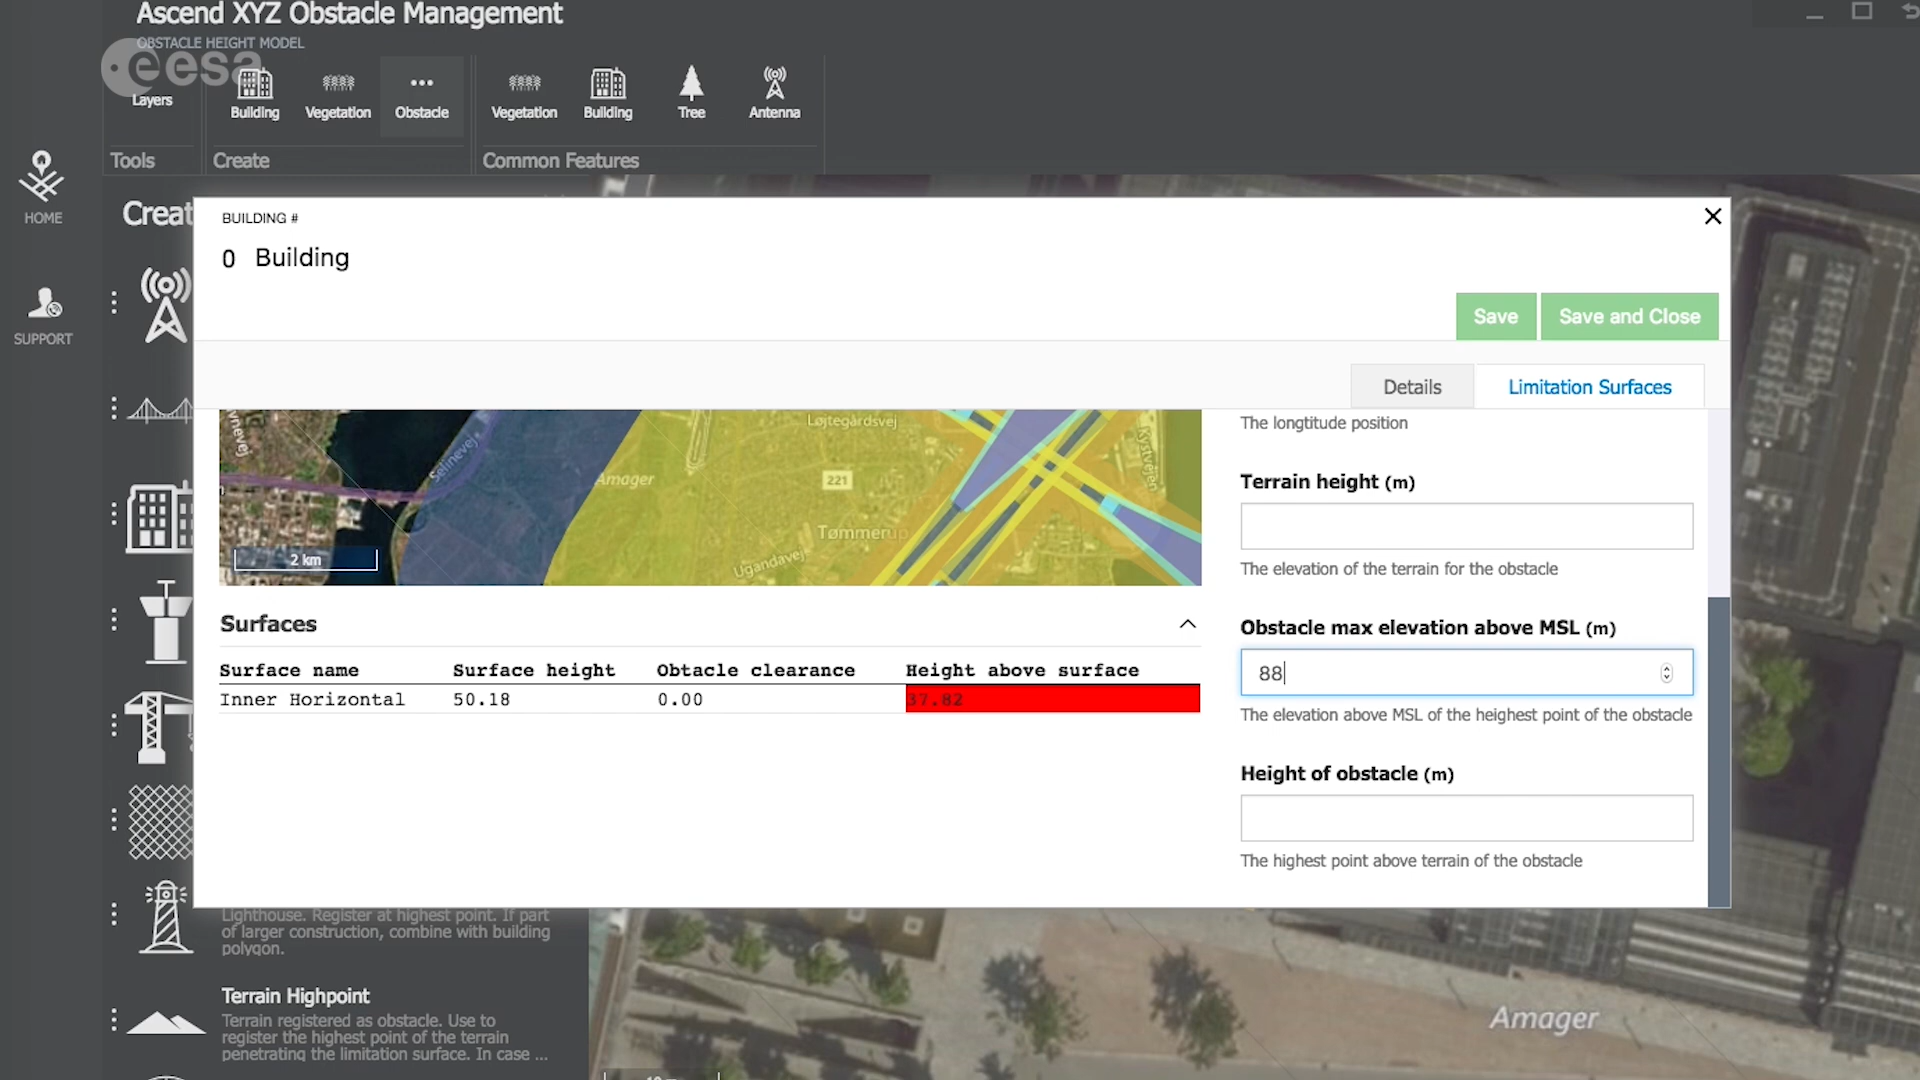 Ascend XYZ Obstacle Management
OBSTACLE HEIGHT MODEL
eesa
Layers
Building
Vegetation
Obstacle
Vegetation
Building
Tree
Antenna
Tools
Create
Common Features
HOME
SUPPORT
Creat
BUILDING #
0 Building
Save
Save and Close
Details
Limitation Surfaces
Løjtegårdsvej
Selinevej
Amager
221
Kystvejen
Tømmerup
Ugandavej
2 km
Surfaces
Surface name Surface height Obtacle clearance Height above surface
Inner Horizontal 50.18 0.00 37.82
The longtitude position
Terrain height (m)
The elevation of the terrain for the obstacle
Obstacle max elevation above MSL (m)
88
The elevation above MSL of the heighest point of the obstacle
Height of obstacle (m)
The highest point above terrain of the obstacle
Lighthouse. Register at highest point. If part
of larger construction, combine with building
polygon.
Terrain Highpoint
Terrain registered as obstacle. Use to
register the highest point of the terrain
penetrating the limitation surface. In case ...
Amager